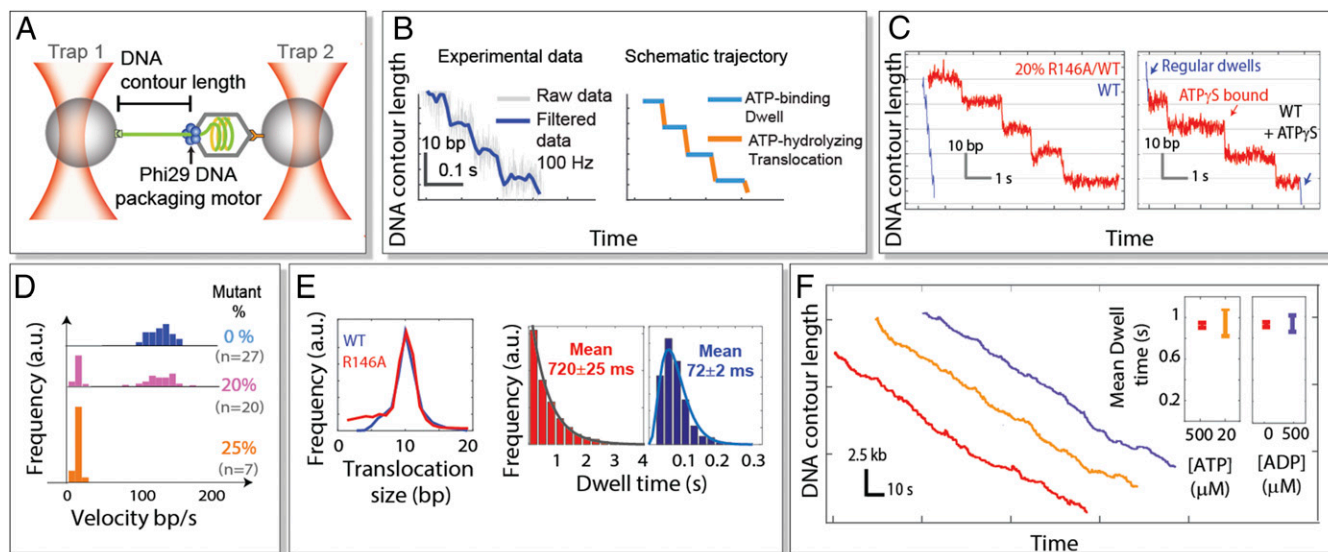 A
Trap 1
Trap 2
DNA
contour length
Phi29 DNA
packaging motor
B
DNA contour length
Experimental data
Raw data
Filtered
data
100 Hz
10 bp
0.1 s
Schematic trajectory
ATP-binding
Dwell
ATP-hydrolyzing
Translocation
Time
C
DNA contour length
20% R146A/WT
WT
10 bp
1 s
Regular dwells
ATPγS bound
WT
+ ATPγS
10 bp
1 s
Time
D
Frequency (a.u.)
Mutant
%
0 %
(n=27)
20%
(n=20)
25%
(n=7)
0 100 200
Velocity bp/s
E
Frequency (a.u.)
WT
R146A
0 10 20
Translocation
size (bp)
Frequency (a.u.)
Mean
720±25 ms
1 2 3 4
Mean
72±2 ms
0.1 0.2 0.3
Dwell time (s)
F
DNA contour length
2.5 kb
10 s
Mean Dwell
time (s)
1
0.6
0.2
500 20
[ATP]
(μM)
0 500
[ADP]
(μM)
Time